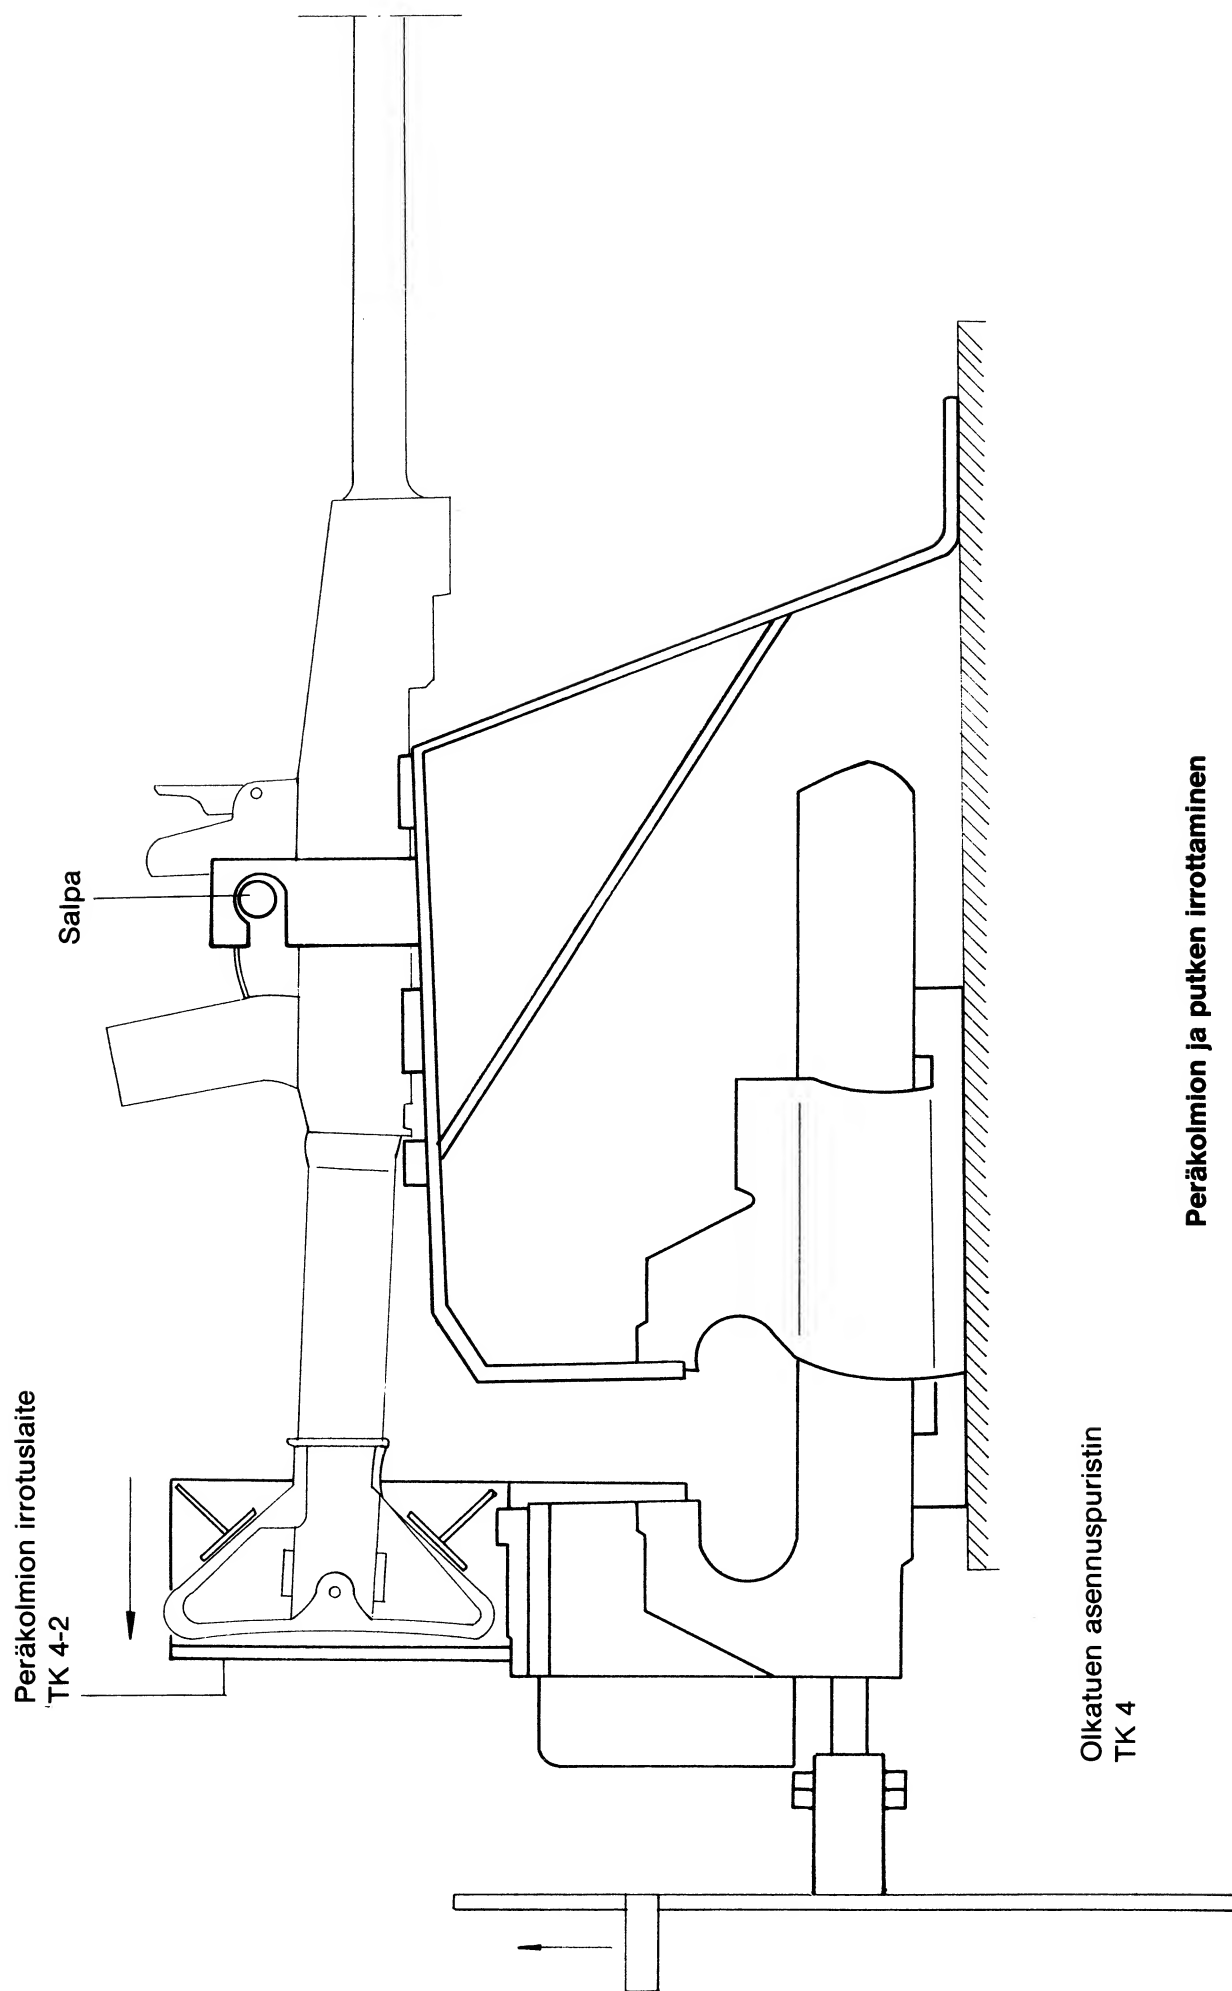 Peräkolmion irrotuslaite
TK 4-2
Salpa
Olkatuen asennuspuristin
TK 4
Peräkolmion ja putken irrottaminen